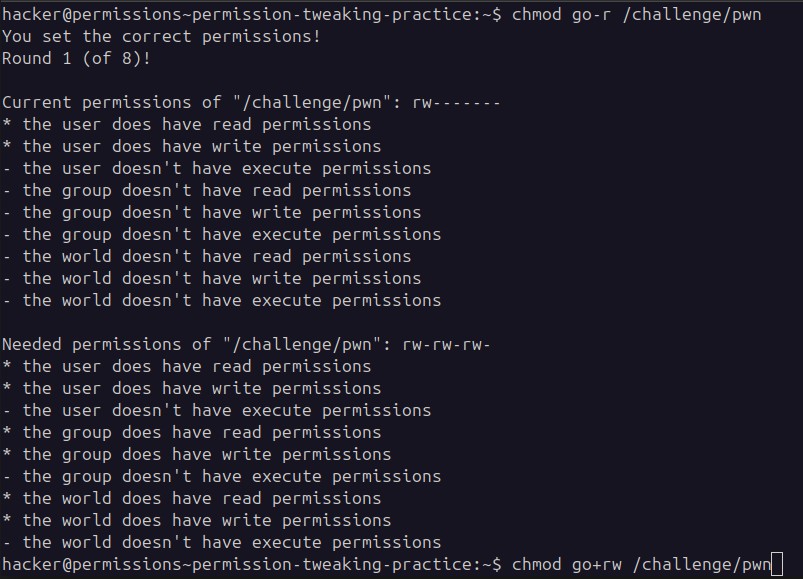 hacker@permissions~permission-tweaking-practice:~$ chmod go-r /challenge/pwn
You set the correct permissions!
Round 1 (of 8)!
Current permissions of "/challenge/pwn": rw-------
* the user does have read permissions
* the user does have write permissions
- the user doesn't have execute permissions
- the group doesn't have read permissions
- the group doesn't have write permissions
- the group doesn't have execute permissions
- the world doesn't have read permissions
- the world doesn't have write permissions
- the world doesn't have execute permissions
Needed permissions of "/challenge/pwn": rw-rw-rw-
* the user does have read permissions
* the user does have write permissions
- the user doesn't have execute permissions
* the group does have read permissions
* the group does have write permissions
- the group doesn't have execute permissions
* the world does have read permissions
* the world does have write permissions
- the world doesn't have execute permissions
hacker@permissions~permission-tweaking-practice:~$ chmod go+rw /challenge/pwn